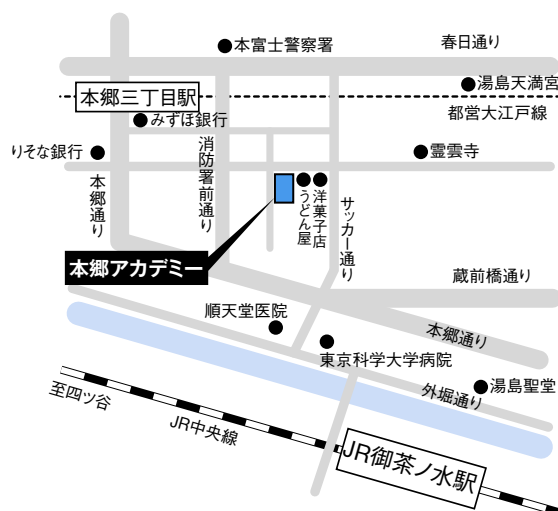 本富士警察署
春日通り
湯島天満宮
本郷三丁目駅
都営大江戸線
みずほ銀行
りそな銀行
霊雲寺
本郷通り
消防署前通り
うどん屋
洋菓子店
サッカー通り
本郷アカデミー
蔵前橋通り
順天堂医院
本郷通り
東京科学大学病院
外堀通り
湯島聖堂
至四ツ谷
JR中央線
JR御茶ノ水駅